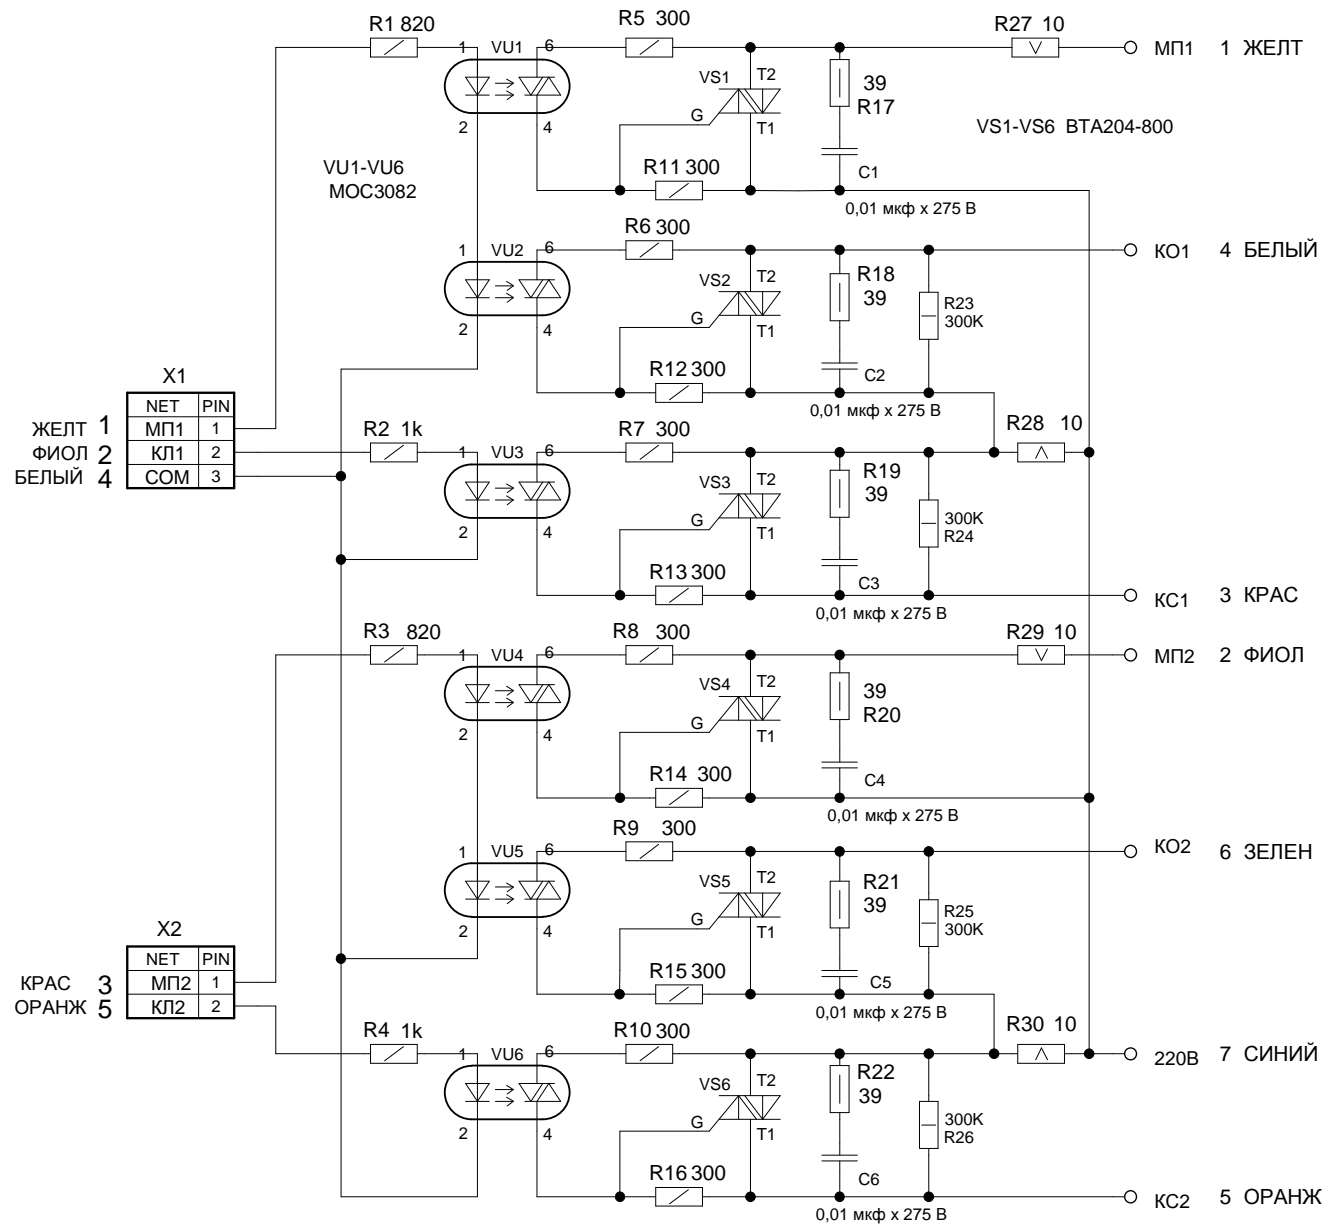 R1 820
R5 300
R27 10
1 VU1 6
МП1 1 ЖЕЛТ
VS1 T2
39
R17
G
T1
2 4
VS1-VS6 BTA204-800
VU1-VU6
MOC3082
R11 300
C1
0,01 мкф x 275 В
R6 300
1 VU2 6
КО1 4 БЕЛЫЙ
VS2 T2
R18
39
R23
300K
G
T1
2 4
R12 300
C2
0,01 мкф x 275 В
X1
NET PIN
ЖЕЛТ 1 МП1 1
ФИОЛ 2 КЛ1 2
БЕЛЫЙ 4 COM 3
R2 1k
R7 300
R28 10
1 VU3 6
VS3 T2
R19
39
300K
R24
G
T1
2 4
R13 300
C3
0,01 мкф x 275 В
КС1 3 КРАС
R3 820
R8 300
R29 10
1 VU4 6
МП2 2 ФИОЛ
VS4 T2
39
R20
G
T1
2 4
R14 300
C4
0,01 мкф x 275 В
R9 300
1 VU5 6
КО2 6 ЗЕЛЕН
VS5 T2
R21
39
R25
300K
G
T1
2 4
R15 300
C5
0,01 мкф x 275 В
X2
NET PIN
КРАС 3 МП2 1
ОРАНЖ 5 КЛ2 2
R4 1k
R10 300
R30 10
1 VU6 6
220В 7 СИНИЙ
VS6 T2
R22
39
300K
R26
G
T1
2 4
R16 300
C6
0,01 мкф x 275 В
КС2 5 ОРАНЖ